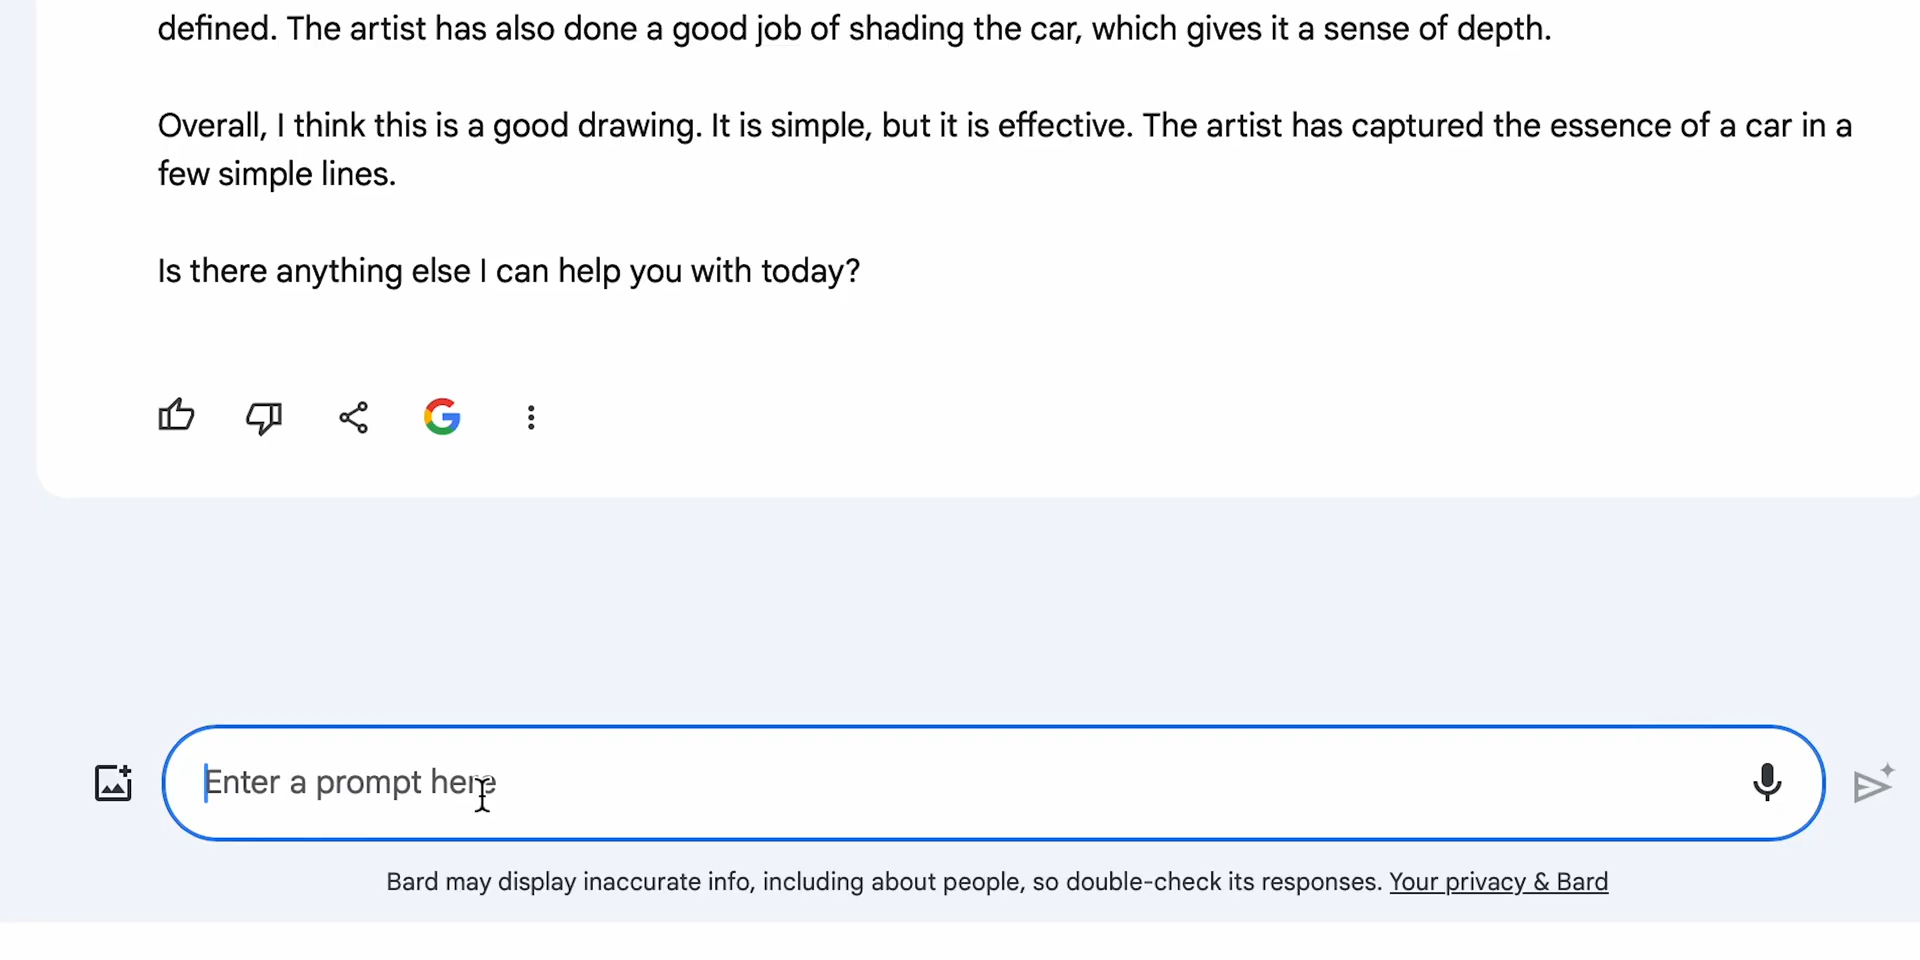 defined. The artist has also done a good job of shading the car, which gives it a sense of depth.
Overall, I think this is a good drawing. It is simple, but it is effective. The artist has captured the essence of a car in a
few simple lines.
Is there anything else I can help you with today?
Enter a prompt here
Bard may display inaccurate info, including about people, so double-check its responses. Your privacy & Bard